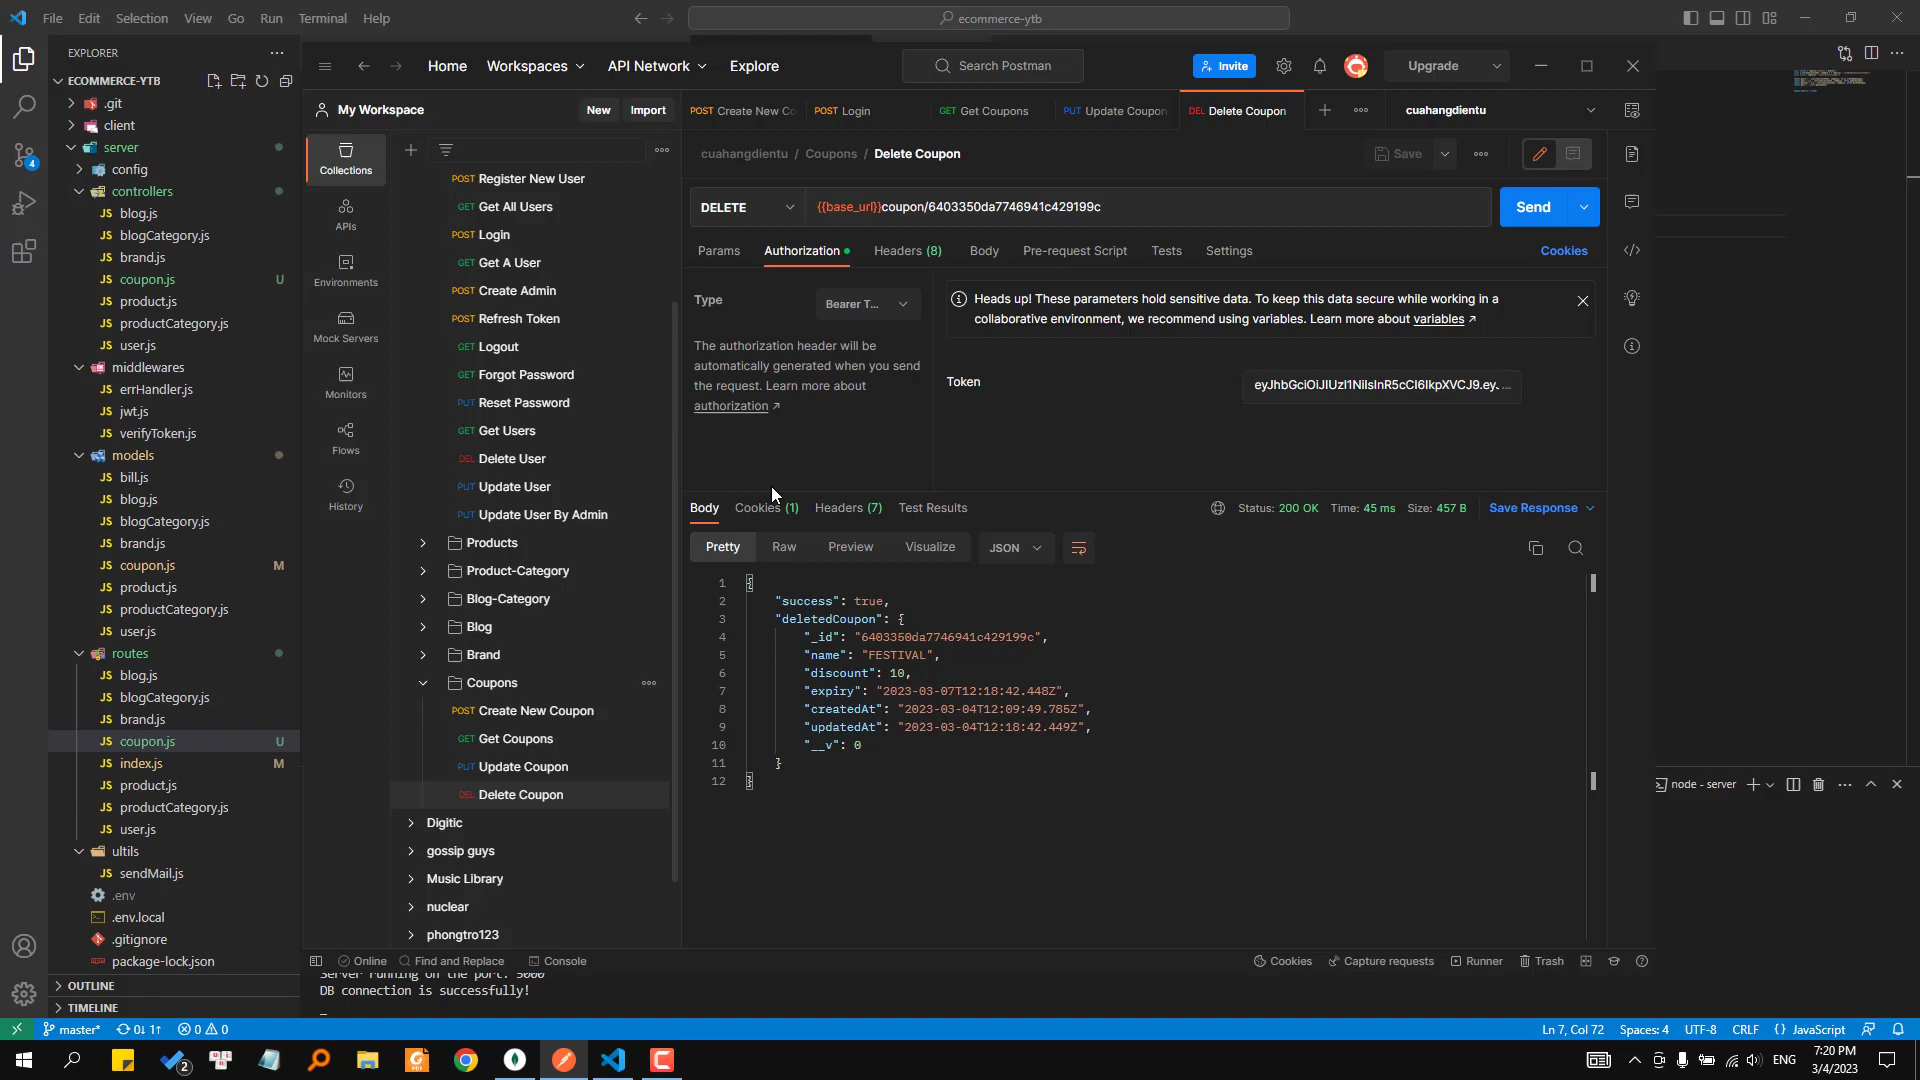 File Edit Selection View Go Run Terminal Help
ecommerce-ytb
EXPLORER
ECOMMERCE-YTB
.git
client
server
config
controllers
blog.js
blogCategory.js
brand.js
coupon.js U
product.js
productCategory.js
user.js
middlewares
errHandler.js
jwt.js
verifyToken.js
models
bill.js
blog.js
blogCategory.js
brand.js
coupon.js M
product.js
productCategory.js
user.js
routes
blog.js
blogCategory.js
brand.js
coupon.js U
index.js M
product.js
productCategory.js
user.js
ultils
sendMail.js
.env
.env.local
.gitignore
package-lock.json
OUTLINE
TIMELINE
Home Workspaces API Network Explore
Search Postman
Invite
Upgrade
My Workspace
New Import
Collections
APIs
Environments
Mock Servers
Monitors
Flows
History
POST Register New User
GET Get All Users
POST Login
GET Get A User
POST Create Admin
POST Refresh Token
GET Logout
GET Forgot Password
PUT Reset Password
GET Get Users
DEL Delete User
PUT Update User
PUT Update User By Admin
Products
Product-Category
Blog-Category
Blog
Brand
Coupons
POST Create New Coupon
GET Get Coupons
PUT Update Coupon
DEL Delete Coupon
Digitic
gossip guys
Music Library
nuclear
phongtro123
POST Create New Co
POST Login
GET Get Coupons
PUT Update Coupon
DEL Delete Coupon
cuahangdientu
cuahangdientu / Coupons / Delete Coupon
Save
DELETE
{{base_url}}coupon/6403350da7746941c429199c
Send
Params Authorization Headers (8) Body Pre-request Script Tests Settings Cookies
Type
Bearer T...
The authorization header will be
automatically generated when you send
the request. Learn more about
authorization ↗
Heads up! These parameters hold sensitive data. To keep this data secure while working in a
collaborative environment, we recommend using variables. Learn more about variables ↗
Token
Body Cookies (1) Headers (7) Test Results
Status: 200 OK Time: 45 ms Size: 457 B Save Response
Pretty Raw Preview Visualize JSON
1 {
2 "success": true,
3 "deletedCoupon": {
4 "_id": "6403350da7746941c429199c",
5 "name": "FESTIVAL",
6 "discount": 10,
7 "expiry": "2023-03-07T12:18:42.448Z",
8 "createdAt": "2023-03-04T12:09:49.785Z",
9 "updatedAt": "2023-03-04T12:18:42.449Z",
10 "__v": 0
11 }
12 }
Online Find and Replace Console
Cookies Capture requests Runner Trash
Server running on the port: 5000
DB connection is successfully!
node - server
master* 0↓ 1↑ 0 0
4
Ln 7, Col 72 Spaces: 4 UTF-8 CRLF {} JavaScript
2
ENG
7:20 PM
3/4/2023